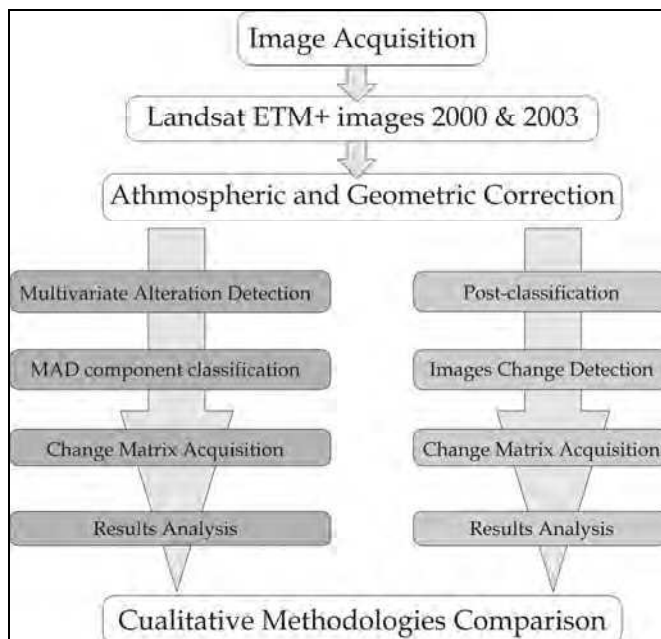 Image Acquisition
Landsat ETM+ images 2000 & 2003
Athmospheric and Geometric Correction
Multivariate Alteration Detection
MAD component classification
Change Matrix Acquisition
Results Analysis
Post-classification
Images Change Detection
Change Matrix Acquisition
Results Analysis
Cualitative Methodologies Comparison